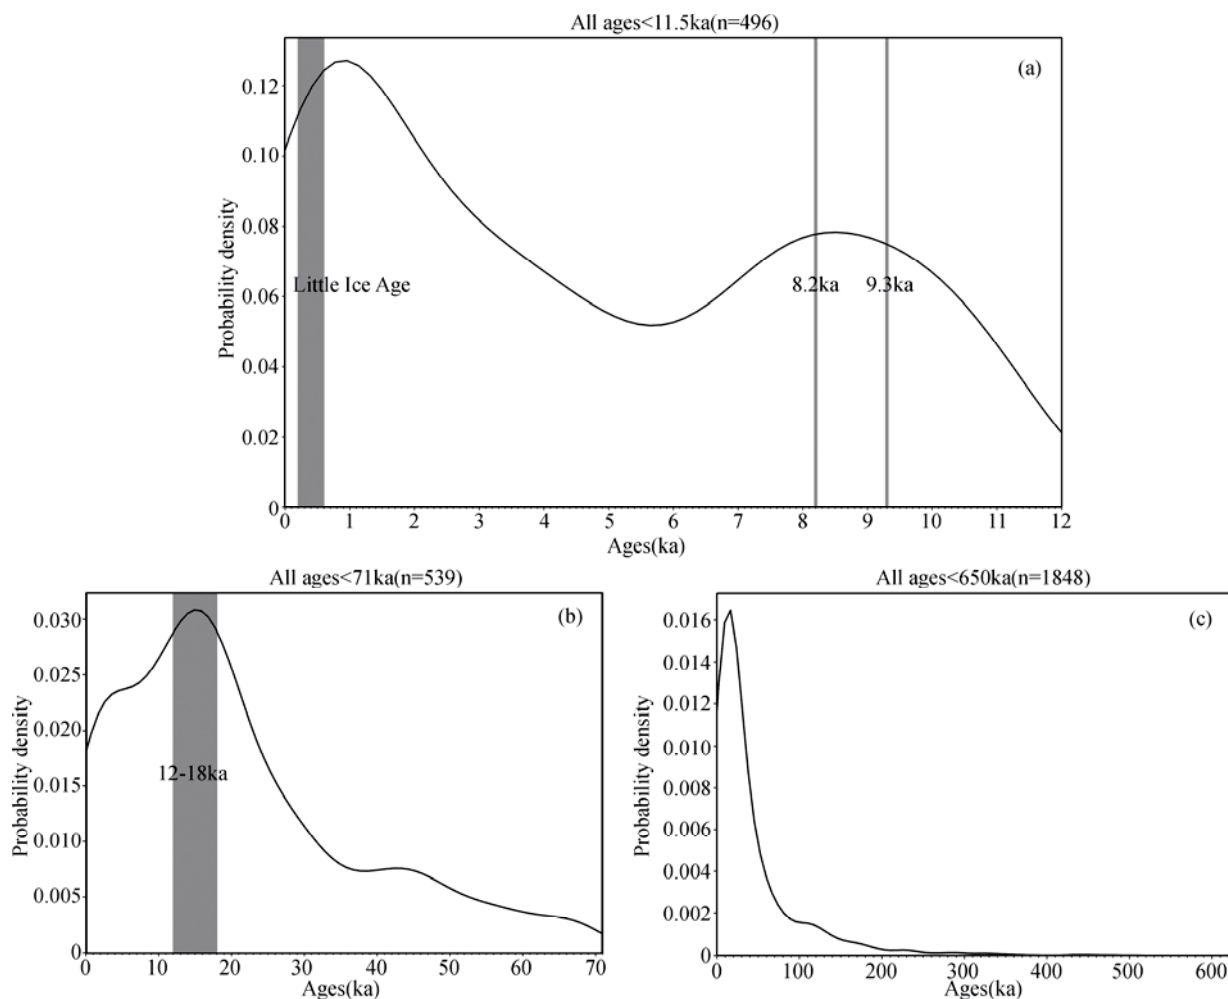 All ages<11.5ka(n=496)
(a)
Probability density
0.12
0.10
0.08
0.06
0.04
0.02
0
Little Ice Age
8.2ka
9.3ka
0 1 2 3 4 5 6 7 8 9 10 11 12
Ages(ka)
All ages<71ka(n=539)
(b)
Probability density
0.030
0.025
0.020
0.015
0.010
0.005
0
12-18ka
0 10 20 30 40 50 60 70
Ages(ka)
All ages<650ka(n=1848)
(c)
Probability density
0.016
0.014
0.012
0.010
0.008
0.006
0.004
0.002
0
0 100 200 300 400 500 600
Ages(ka)